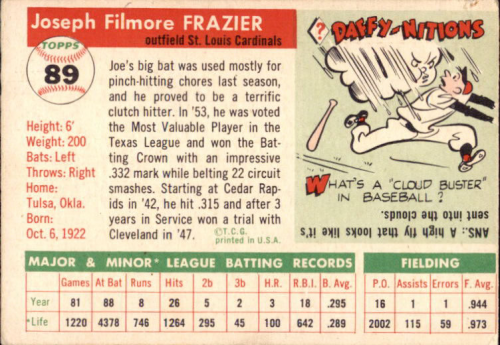 Joseph Filmore FRAZIER
outfield St. Louis Cardinals
TOPPS
89
Height: 6'
Weight: 200
Bats: Left
Throws: Right
Home:
Tulsa, Okla.
Born:
Oct. 6, 1922
Joe's big bat was used mostly for
pinch-hitting chores last season,
and he proved to be a terrific
clutch hitter. In '53, he was voted
the Most Valuable Player in the
Texas League and won the Bat-
ting Crown with an impressive
.332 mark while belting 22 circuit
smashes. Starting at Cedar Rap-
ids in '42, he hit .315 and after 3
years in Service won a trial with
Cleveland in '47.
©T.C.G.
printed in U.S.A.
?
DAFFY-NITIONS
WHAT'S A "CLOUD BUSTER"
IN BASEBALL?
ANS.: A high fly that looks like it's
sent into the clouds.
MAJOR & MINOR* LEAGUE BATTING RECORDS
Games At Bat Runs Hits 2b 3b H.R. R.B.I. B. Avg.
Year 81 88 8 26 5 2 3 18 .295
*Life 1220 4378 746 1264 295 45 100 642 .289
FIELDING
P.O. Assists Errors F. Avg.
16 1 1 .944
2002 115 59 .973